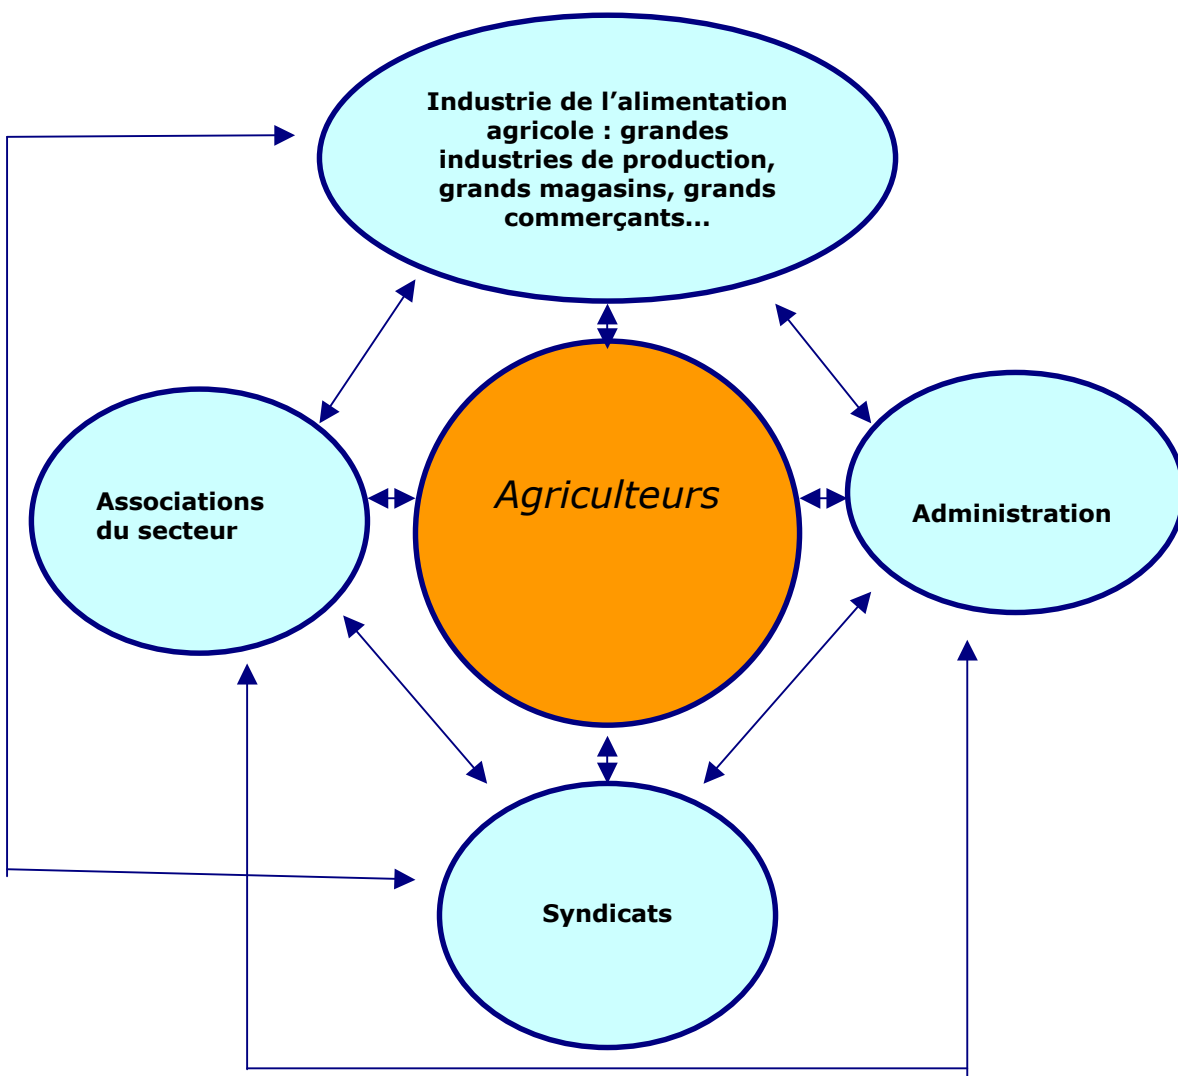 Industrie de l’alimentation
agricole : grandes
industries de production,
grands magasins, grands
commerçants…
Agriculteurs
Associations
du secteur
Administration
Syndicats